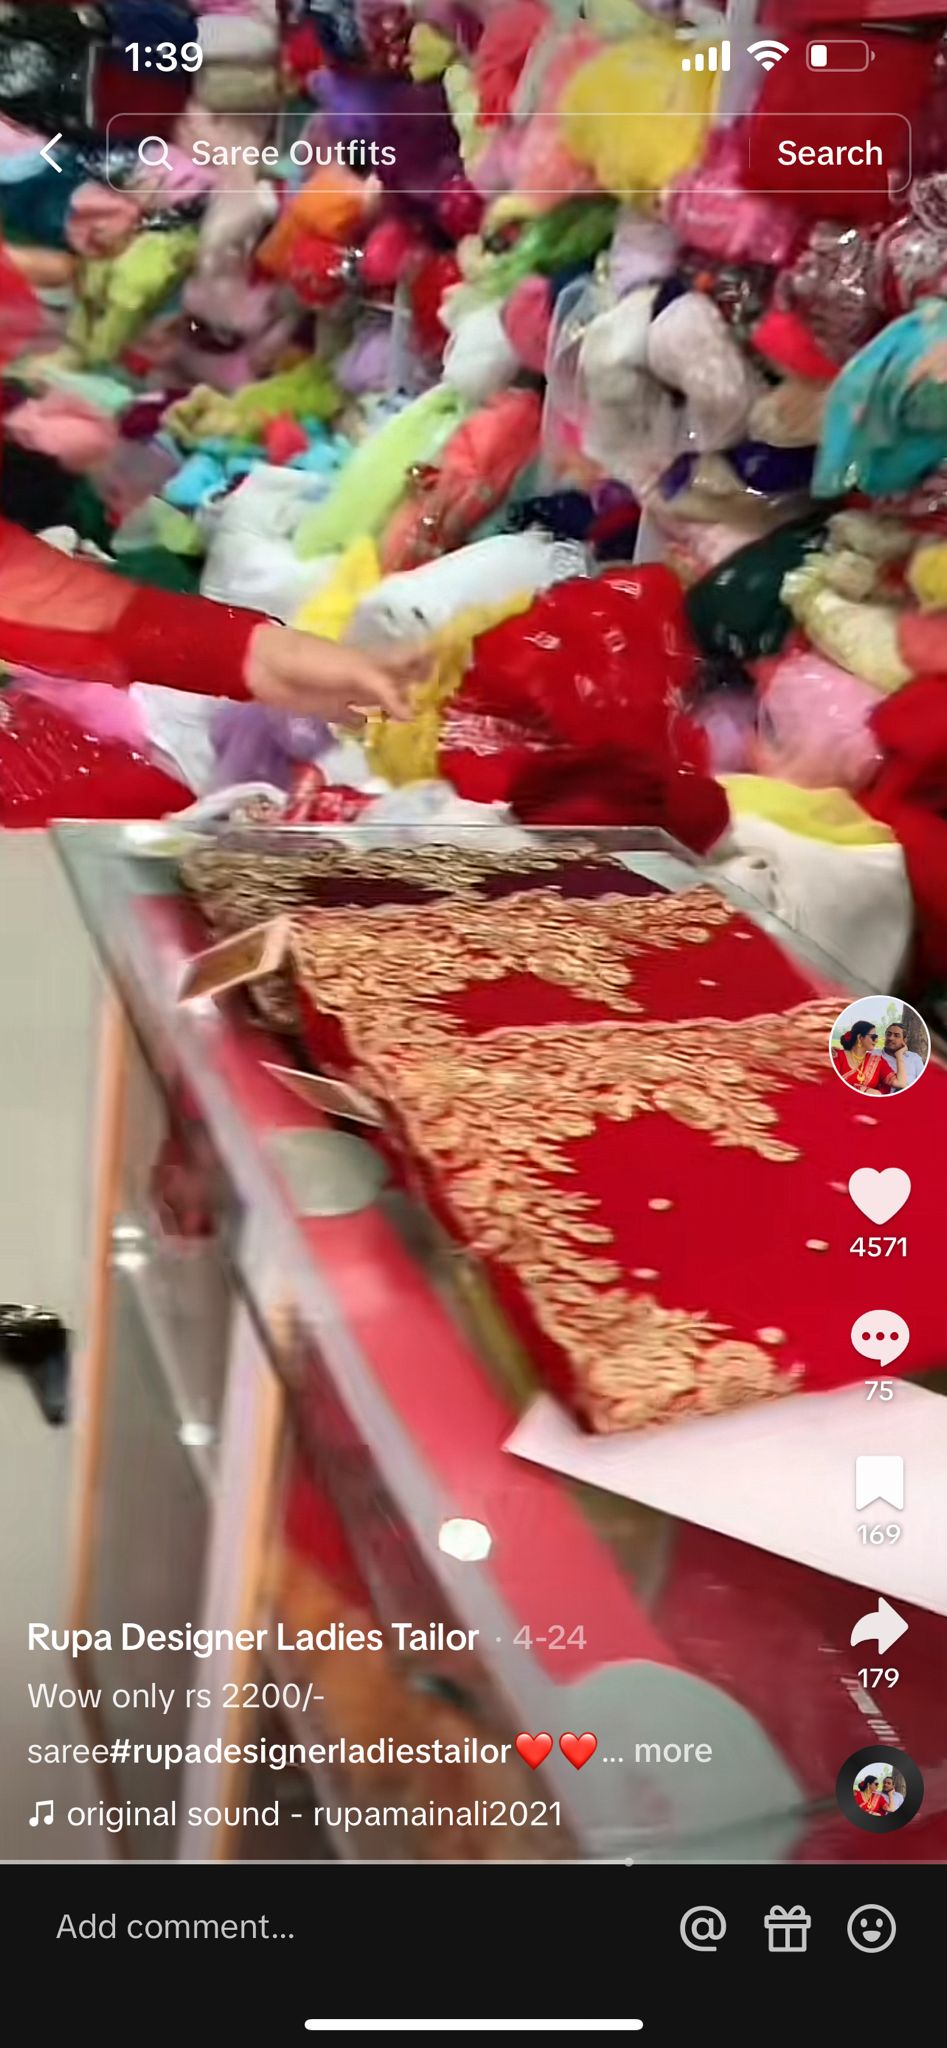 1:39
Saree Outfits
Search
4571
75
169
179
Rupa Designer Ladies Tailor · 4-24
Wow only rs 2200/-
saree#rupadesignerladiestailor❤️❤️... more
original sound - rupamainali2021
Add comment...